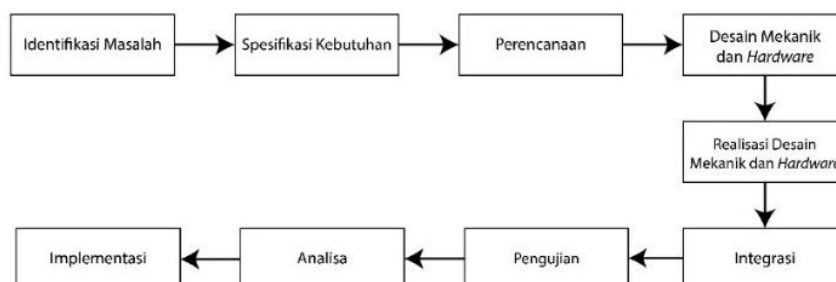 Identifikasi Masalah
Spesifikasi Kebutuhan
Perencanaan
Desain Mekanik
dan Hardware
Realisasi Desain
Mekanik dan Hardware
Implementasi
Analisa
Pengujian
Integrasi